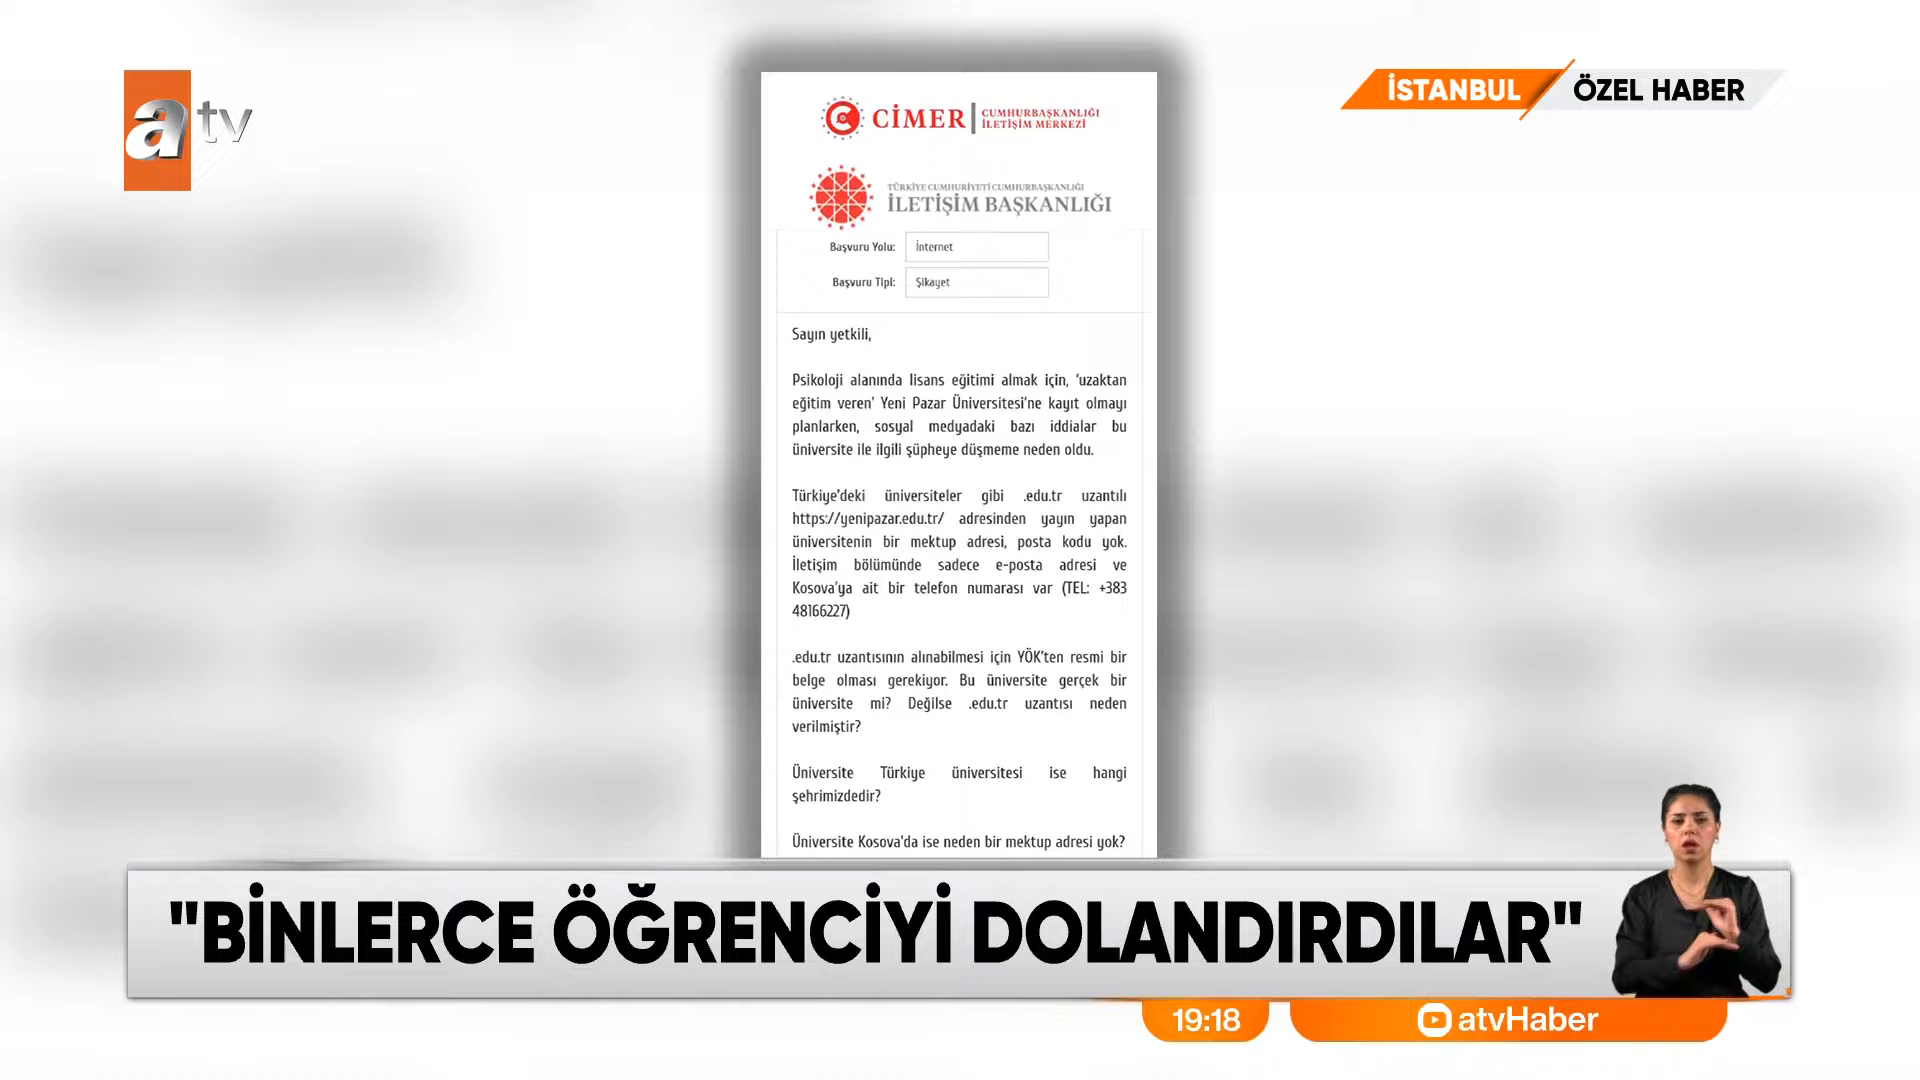 atv
İSTANBUL
ÖZEL HABER
CİMER
CUMHURBAŞKANLIĞI
İLETİŞİM MERKEZİ
TÜRKİYE CUMHURİYETİ CUMHURBAŞKANLIĞI
İLETİŞİM BAŞKANLIĞI
Başvuru Yolu: İnternet
Başvuru Tipi: Şikayet
Sayın yetkili,
Psikoloji alanında lisans eğitimi almak için, 'uzaktan
eğitim veren' Yeni Pazar Üniversitesi'ne kayıt olmayı
planlarken, sosyal medyadaki bazı iddialar bu
üniversite ile ilgili şüpheye düşmeme neden oldu.
Türkiye'deki üniversiteler gibi .edu.tr uzantılı
https://yenipazar.edu.tr/ adresinden yayın yapan
üniversitenin bir mektup adresi, posta kodu yok.
İletişim bölümünde sadece e-posta adresi ve
Kosova'ya ait bir telefon numarası var (TEL: +383
48166227)
.edu.tr uzantısının alınabilmesi için YÖK'ten resmi bir
belge olması gerekiyor. Bu üniversite gerçek bir
üniversite mi? Değilse .edu.tr uzantısı neden
verilmiştir?
Üniversite Türkiye üniversitesi ise hangi
şehrimizdedir?
Üniversite Kosova'da ise neden bir mektup adresi yok?
"BİNLERCE ÖĞRENCİYİ DOLANDIRDILAR"
19:18
atvHaber